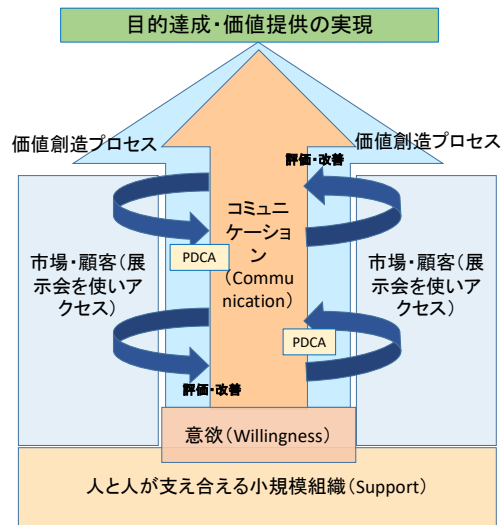 目的達成・価値提供の実現
価値創造プロセス
価値創造プロセス
評価・改善
コミュニ
ケーショ
ン
(Communi
cation)
PDCA
市場・顧客(展
示会を使いア
クセス)
市場・顧客(展
示会を使いア
クセス)
PDCA
評価・改善
意欲(Willingness)
人と人が支え合える小規模組織(Support)